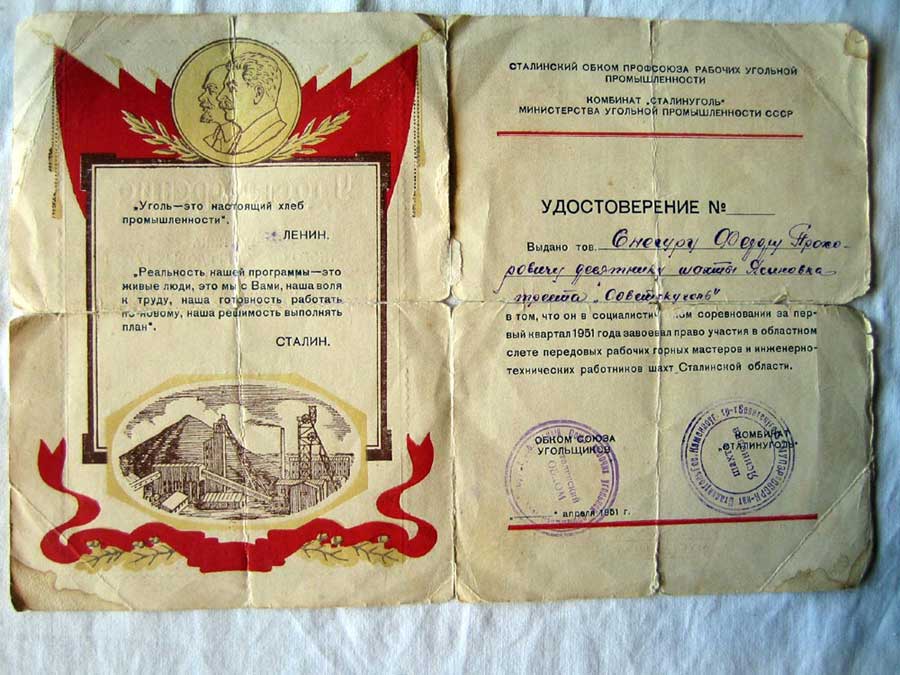 „Уголь—это настоящий хлеб
промышленности".
ЛЕНИН.
„Реальность нашей программы—это
живые люди, это мы с Вами, наша воля
к труду, наша готовность работать
по-новому, наша решимость выполнять
план".
СТАЛИН.
СТАЛИНСКИЙ ОБКОМ ПРОФСОЮЗА РАБОЧИХ УГОЛЬНОЙ
ПРОМЫШЛЕННОСТИ
КОМБИНАТ „СТАЛИНУГОЛЬ"
МИНИСТЕРСТВА УГОЛЬНОЙ ПРОМЫШЛЕННОСТИ СССР
УДОСТОВЕРЕНИЕ №
Выдано тов. Снегуру Федору Прохо-
ровичу десятнику шахты Ясиновка
треста „Советскуголь"
в том, что он в социалисти ом соревновании за пер-
вый квартал 1951 года завоевал право участия в областном
слете передовых рабочих горных мастеров и инженерно-
технических работников шахт Сталинской области.
ОБКОМ СОЮЗА
УГОЛЬЩИКОВ
КОМБИНАТ
„СТАЛИНУГОЛЬ"
" апреля 1951 г.